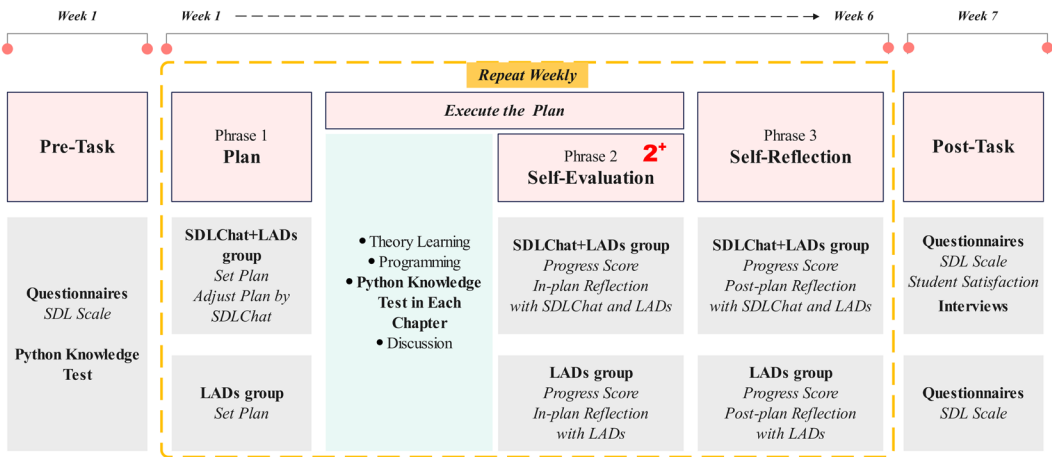 Week 1
Week 1
Week 6
Week 7
Repeat Weekly
Pre-Task
Phrase 1
Plan
Execute the Plan
Phrase 2
2+
Self-Evaluation
Phrase 3
Self-Reflection
Post-Task
Questionnaires
SDL Scale
Python Knowledge
Test
SDLChat+LADs
group
Set Plan
Adjust Plan by
SDLChat
LADs group
Set Plan
• Theory Learning
• Programming
• Python Knowledge
Test in Each
Chapter
• Discussion
SDLChat+LADs group
Progress Score
In-plan Reflection
with SDLChat and LADs
LADs group
Progress Score
In-plan Reflection
with LADs
SDLChat+LADs group
Progress Score
Post-plan Reflection
with SDLChat and LADs
LADs group
Progress Score
Post-plan Reflection
with LADs
Questionnaires
SDL Scale
Student Satisfaction
Interviews
Questionnaires
SDL Scale